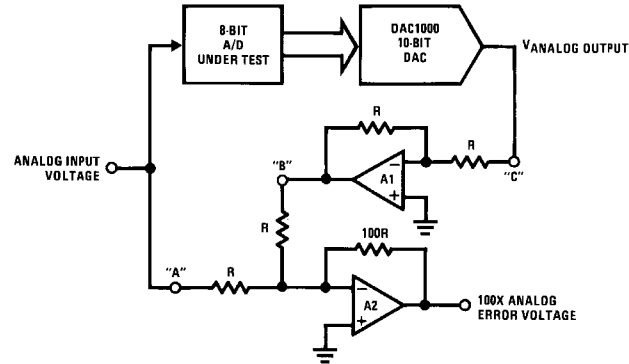 8-BIT
A/D
UNDER TEST
DAC1000
10-BIT
DAC
VANALOG OUTPUT
R
R
"C"
ANALOG INPUT
VOLTAGE
"B"
−
A1
+
R
100R
"A"
R
−
A2
+
100X ANALOG
ERROR VOLTAGE